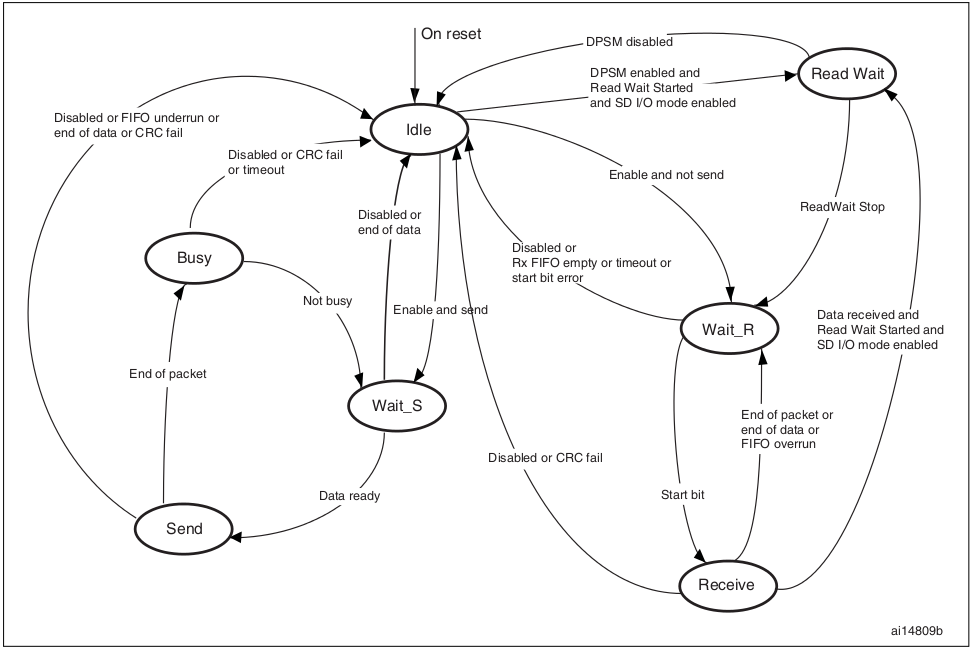 On reset
DPSM disabled
Read Wait
DPSM enabled and
Read Wait Started
and SD I/O mode enabled
Disabled or FIFO underrun or
end of data or CRC fail
Idle
Disabled or CRC fail
or timeout
Enable and not send
Disabled or
end of data
ReadWait Stop
Busy
Disabled or
Rx FIFO empty or timeout or
start bit error
Not busy
Enable and send
Wait_R
Data received and
Read Wait Started and
SD I/O mode enabled
End of packet
Wait_S
End of packet or
end of data or
FIFO overrun
Disabled or CRC fail
Data ready
Start bit
Send
Receive
ai14809b